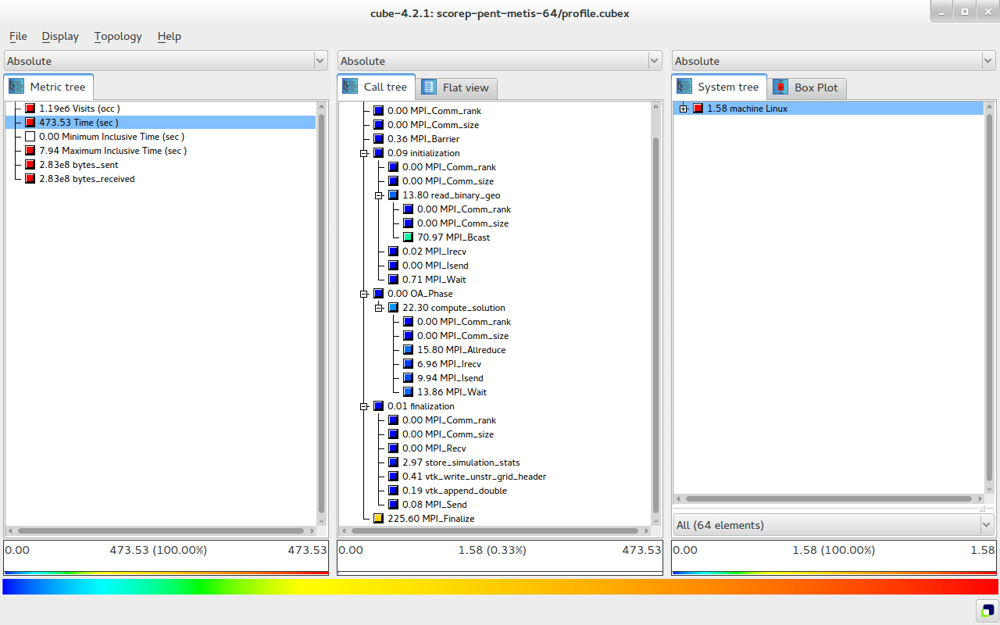 cube-4.2.1: scorep-pent-metis-64/profile.cubex
File Display Topology Help
Absolute
Metric tree
1.19e6 Visits (occ )
473.53 Time (sec )
0.00 Minimum Inclusive Time (sec )
7.94 Maximum Inclusive Time (sec )
2.83e8 bytes_sent
2.83e8 bytes_received
0.00 473.53 (100.00%) 473.53
Absolute
Call tree Flat view
0.00 MPI_Comm_rank
0.00 MPI_Comm_size
0.36 MPI_Barrier
0.09 initialization
0.00 MPI_Comm_rank
0.00 MPI_Comm_size
13.80 read_binary_geo
0.00 MPI_Comm_rank
0.00 MPI_Comm_size
70.97 MPI_Bcast
0.02 MPI_Irecv
0.00 MPI_Isend
0.71 MPI_Wait
0.00 OA_Phase
22.30 compute_solution
0.00 MPI_Comm_rank
0.00 MPI_Comm_size
15.80 MPI_Allreduce
6.96 MPI_Irecv
9.94 MPI_Isend
13.86 MPI_Wait
0.01 finalization
0.00 MPI_Comm_rank
0.00 MPI_Comm_size
0.00 MPI_Recv
2.97 store_simulation_stats
0.41 vtk_write_unstr_grid_header
0.19 vtk_append_double
0.08 MPI_Send
225.60 MPI_Finalize
0.00 1.58 (0.33%) 473.53
Absolute
System tree Box Plot
1.58 machine Linux
All (64 elements)
0.00 1.58 (100.00%) 1.58